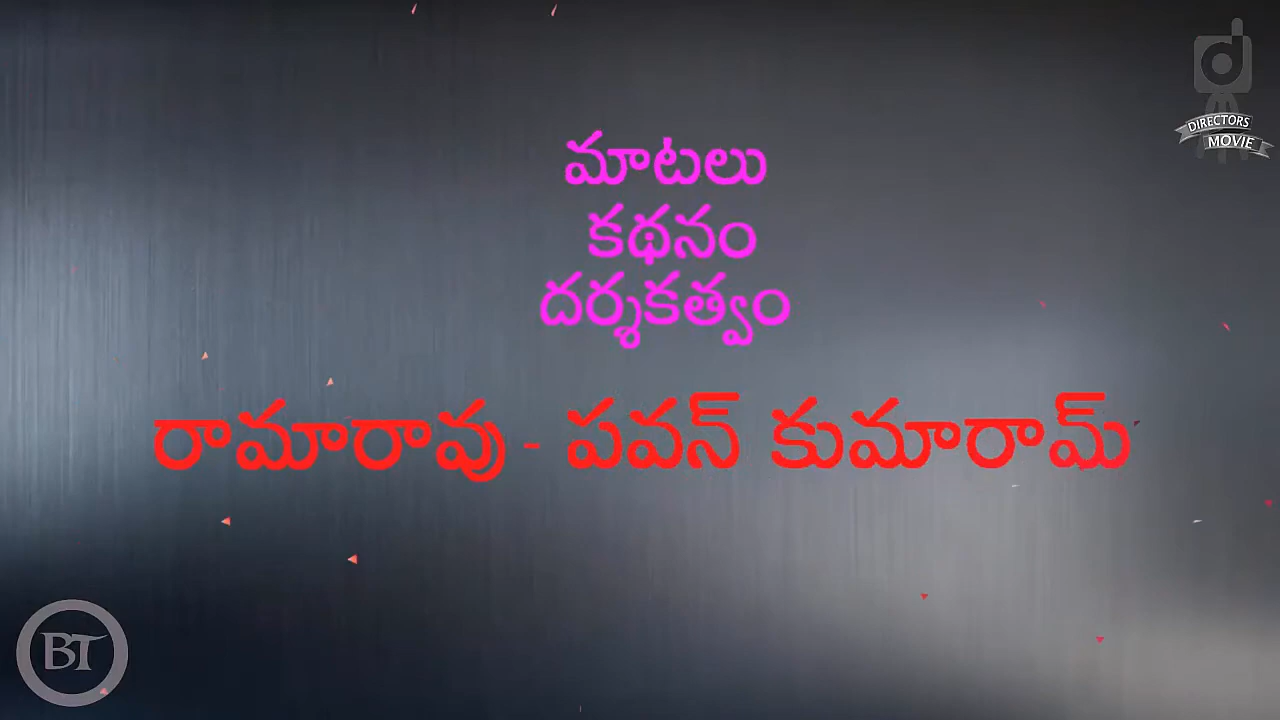 DIRECTORS
MOVIE
మాటలు
కథనం
దర్శకత్వం
రామారావు - పవన్ కుమారామ్
BT